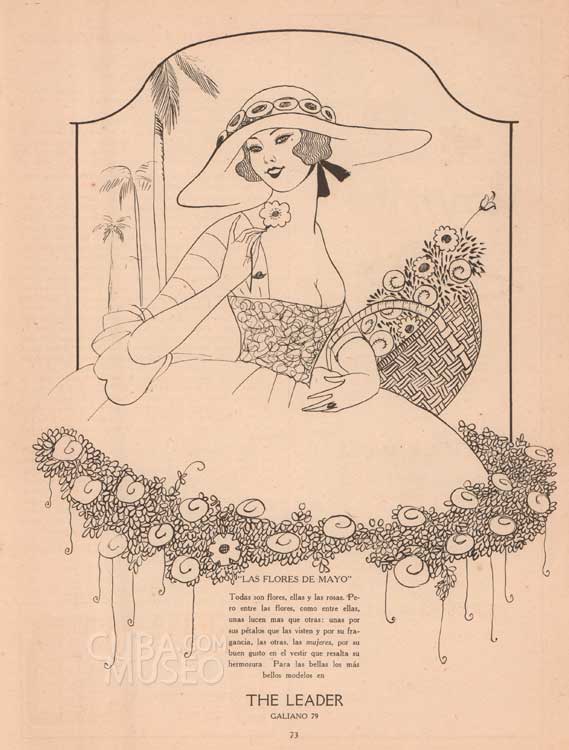 "LAS FLORES DE MAYO"
Todas son flores, ellas y las rosas. Pe-
ro entre las flores, como entre ellas,
unas lucen mas que otras: unas por
sus pétalos que las visten y por su fra-
gancia, las otras, las mujeres, por su
buen gusto en el vestir que resalta su
hermosura. Para las bellas los más
bellos modelos en
THE LEADER
GALIANO 79
73
CUBA.com
MUSEO